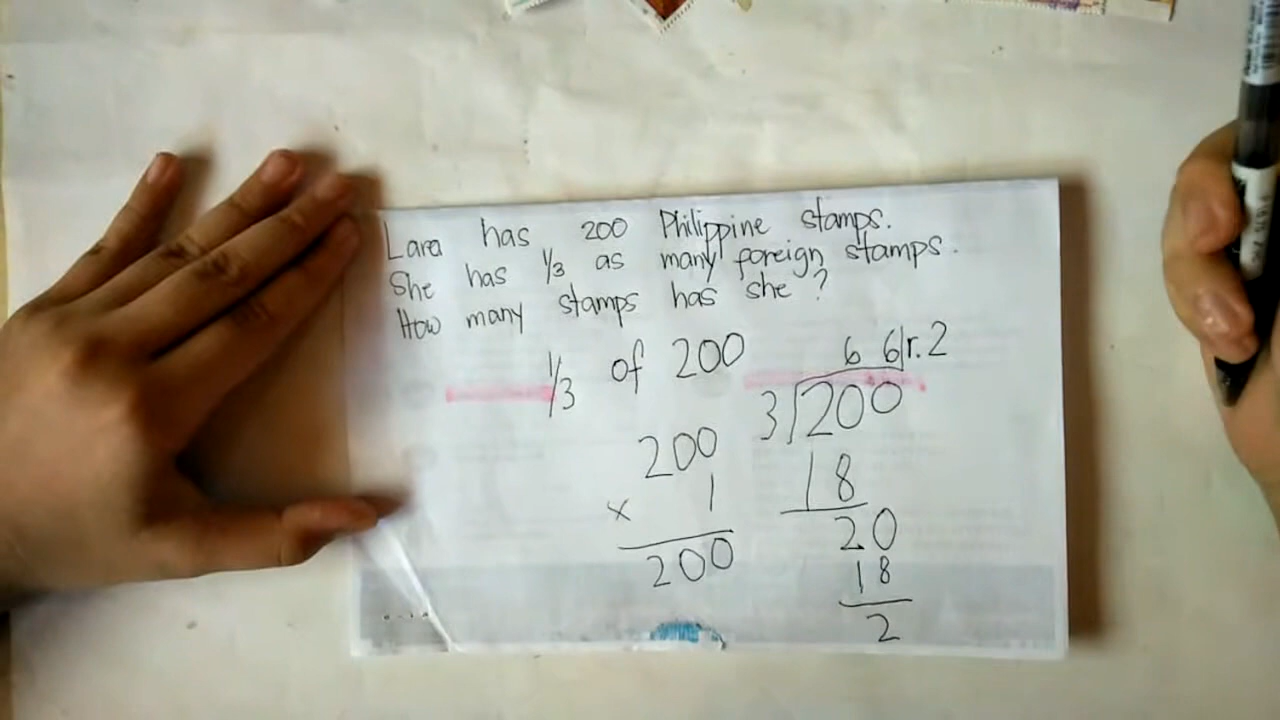 Lara has 200 Philippine stamps.
She has 1/3 as many foreign stamps.
How many stamps has she?
1/3 of 200
200
x 1
200
6 6 r.2
3 200
18
20
18
2